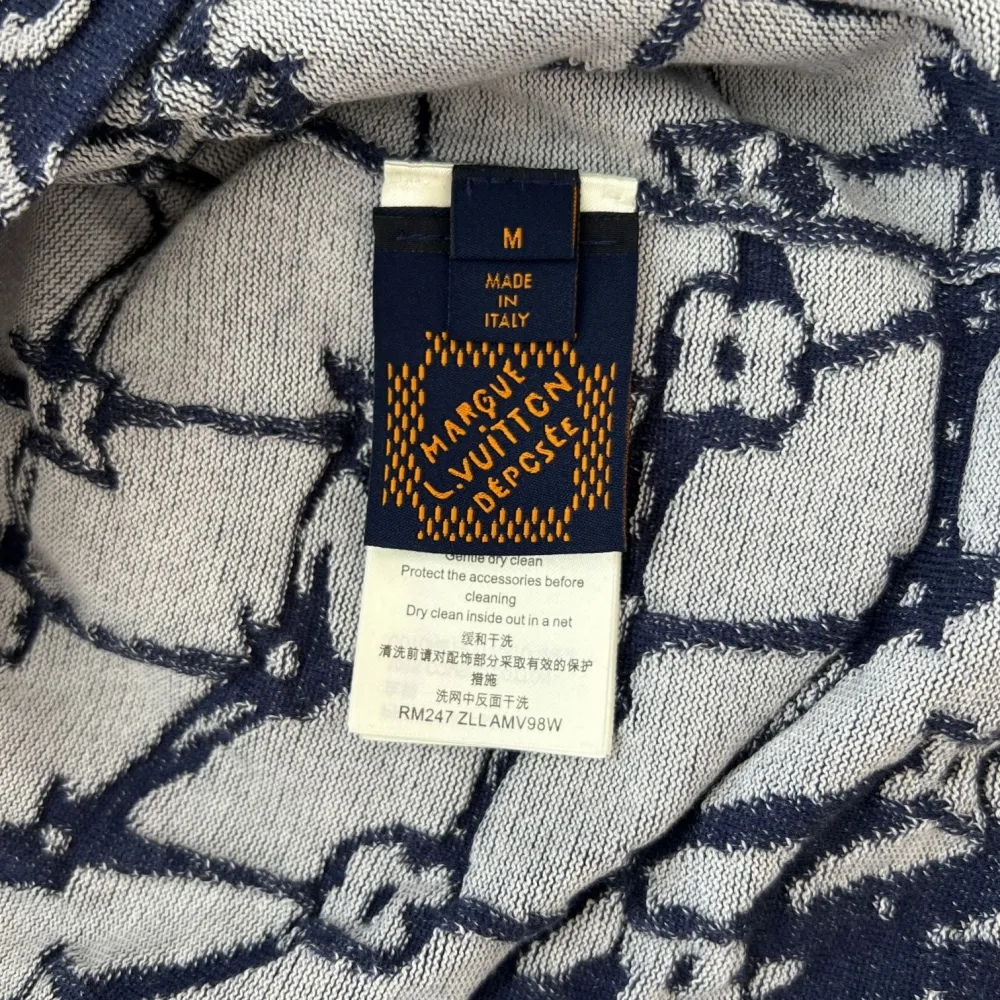 M
MADE
IN
ITALY
MARQUE
L.VUITTON
DÉPOSÉE
Gentle dry clean
Protect the accessories before
cleaning
Dry clean inside out in a net
缓和干洗
清洗前请对配饰部分采取有效的保护
措施
洗网中反面干洗
RM247 ZLL AMV98W